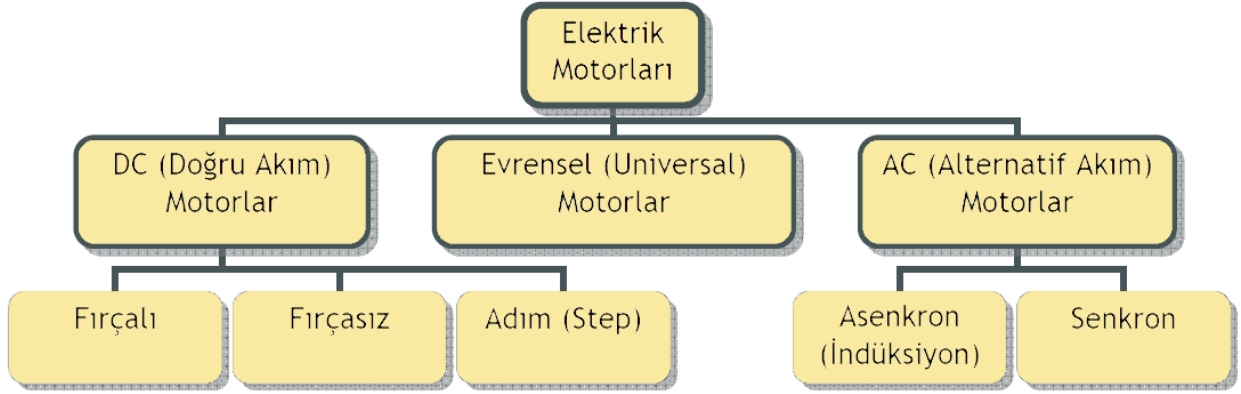 Elektrik
Motorları
DC (Doğru Akım)
Motorlar
Evrensel (Universal)
Motorlar
AC (Alternatif Akım)
Motorlar
Fırçalı
Fırçasız
Adım (Step)
Asenkron
(İndüksiyon)
Senkron